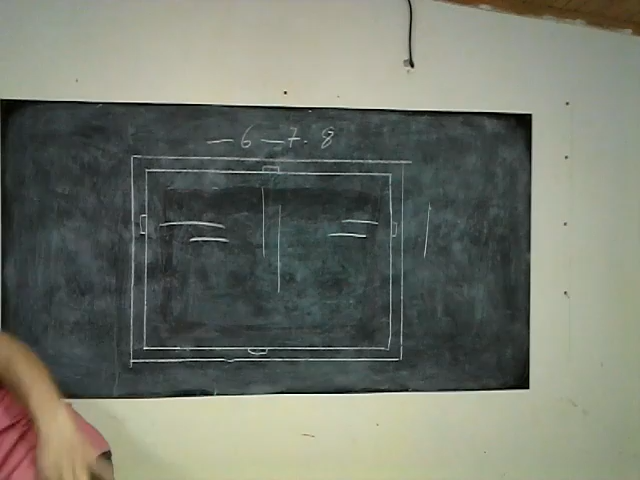 — 6 — 7. 8